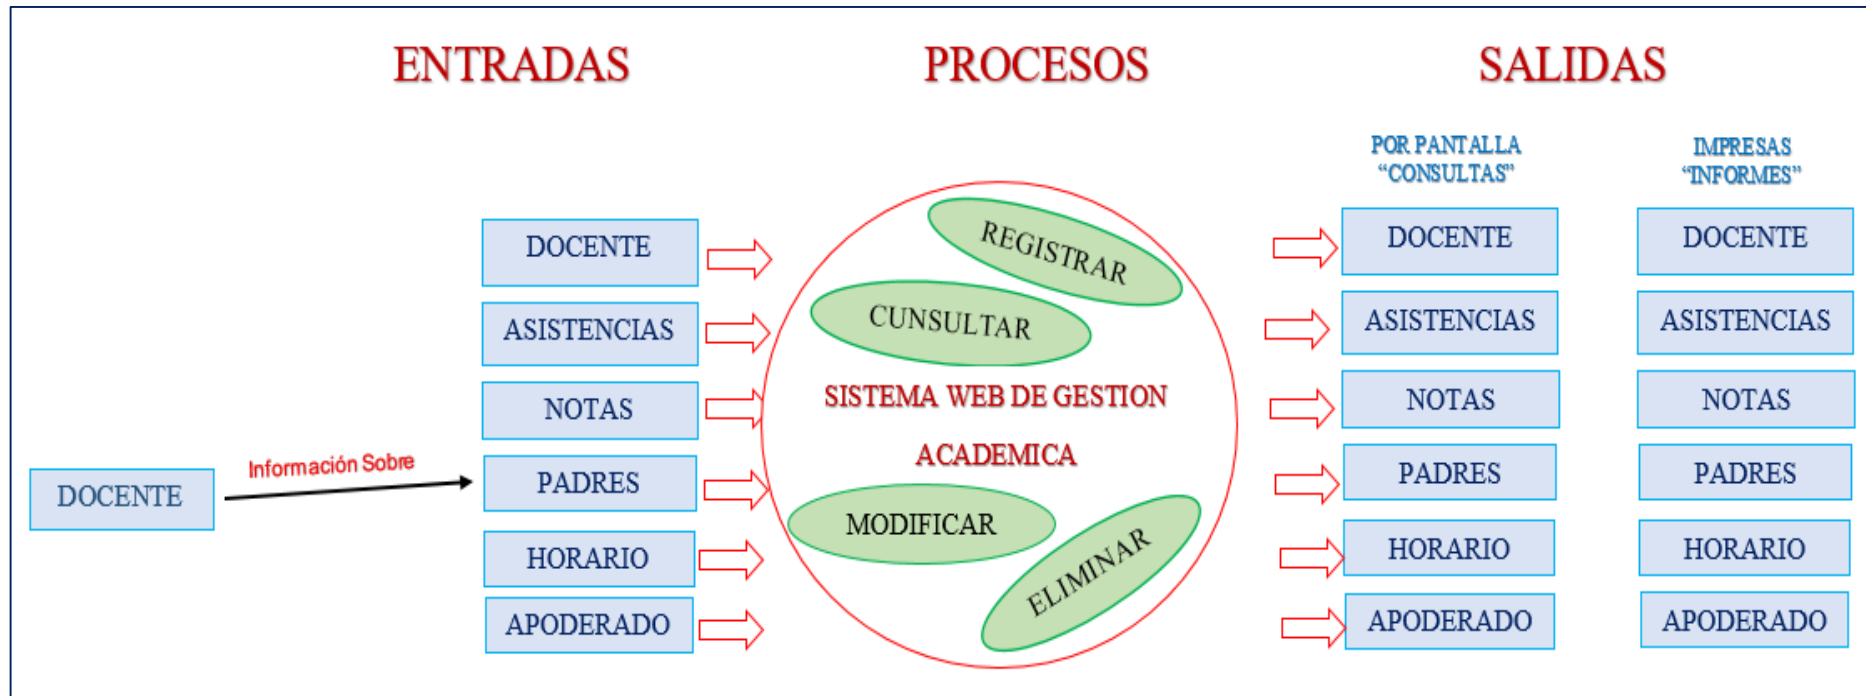 ENTRADAS
PROCESOS
SALIDAS
POR PANTALLA
“CONSULTAS”
IMPRESAS
“INFORMES”
DOCENTE
Información Sobre
DOCENTE
ASISTENCIAS
NOTAS
PADRES
HORARIO
APODERADO
REGISTRAR
CUNSULTAR
SISTEMA WEB DE GESTION
ACADEMICA
MODIFICAR
ELIMINAR
DOCENTE
ASISTENCIAS
NOTAS
PADRES
HORARIO
APODERADO
DOCENTE
ASISTENCIAS
NOTAS
PADRES
HORARIO
APODERADO